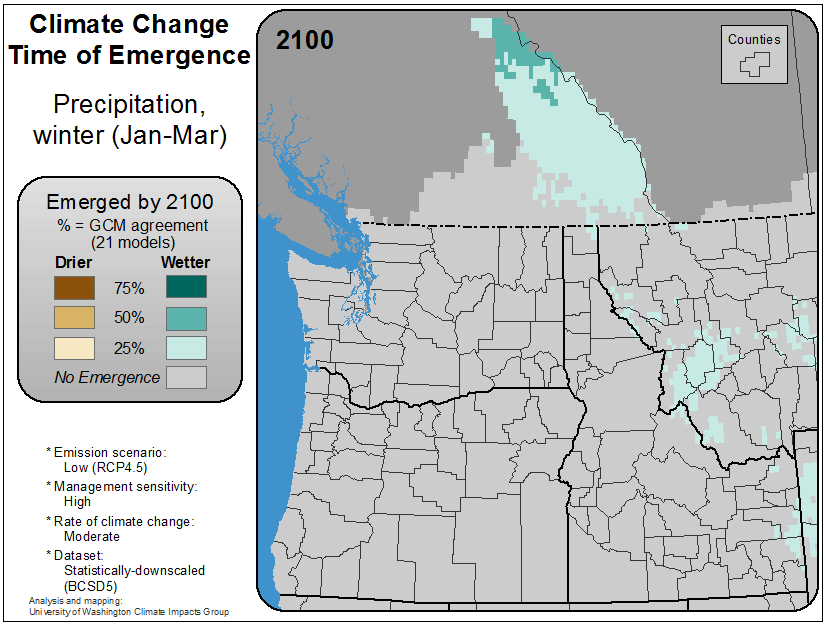 Climate Change
Time of Emergence
Precipitation,
winter (Jan-Mar)
Emerged by 2100
% = GCM agreement
(21 models)
Drier Wetter
75%
50%
25%
No Emergence
* Emission scenario:
Low (RCP4.5)
* Management sensitivity:
High
* Rate of climate change:
Moderate
* Dataset:
Statistically-downscaled
(BCSD5)
Analysis and mapping:
University of Washington Climate Impacts Group
2100
Counties